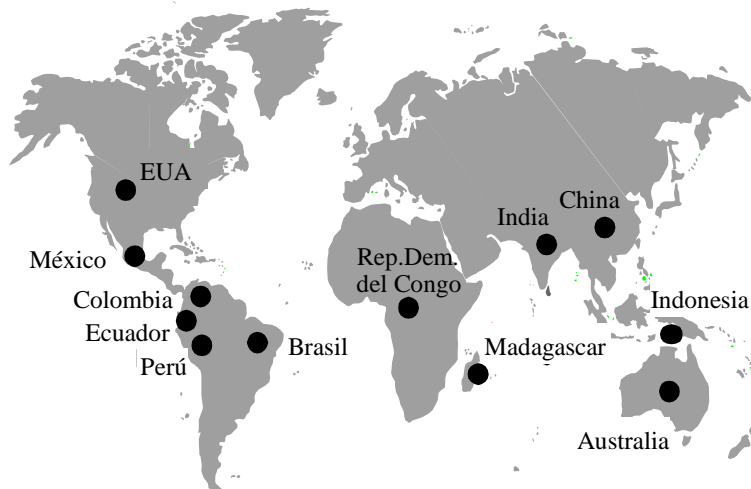 EUA
China
India
México
Rep.Dem.
del Congo
Colombia
Indonesia
Ecuador
Brasil
Madagascar
Perú
Australia